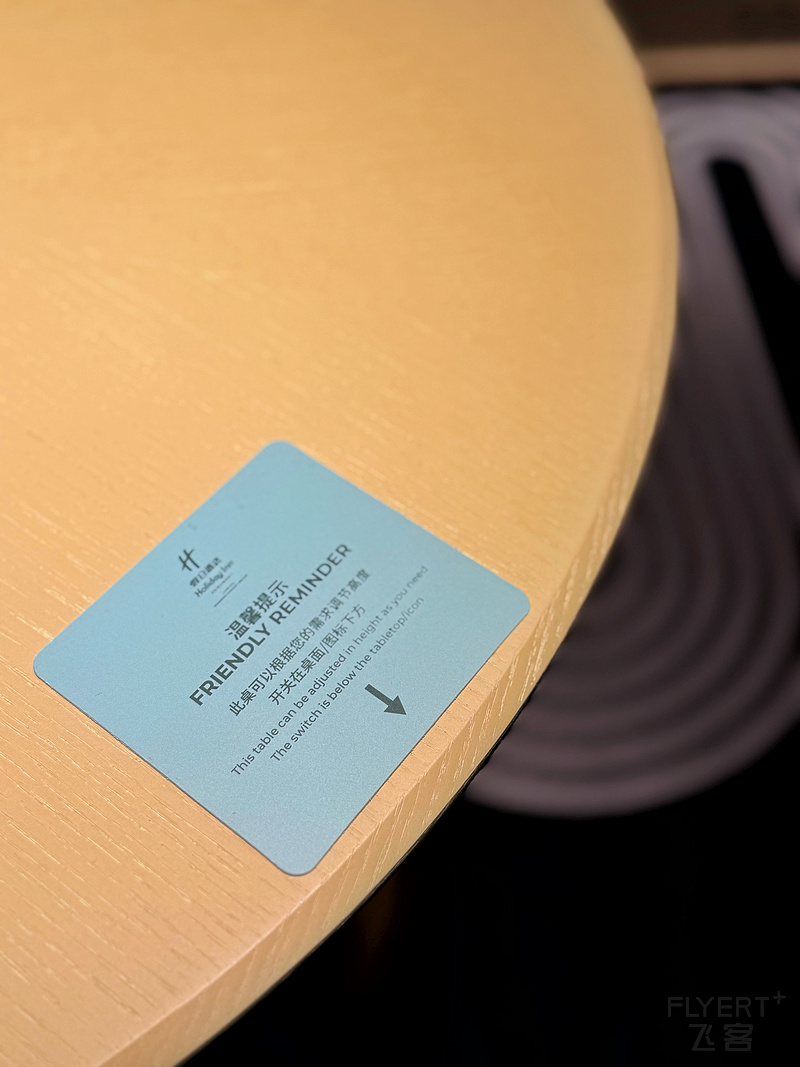 H
假日酒店
Holiday Inn
温馨提示
FRIENDLY REMINDER
此桌可以根据您的需求调节高度
开关在桌面/图标下方
This table can be adjusted in height as you need
The switch is below the tabletop/icon
FLYERT+
飞客